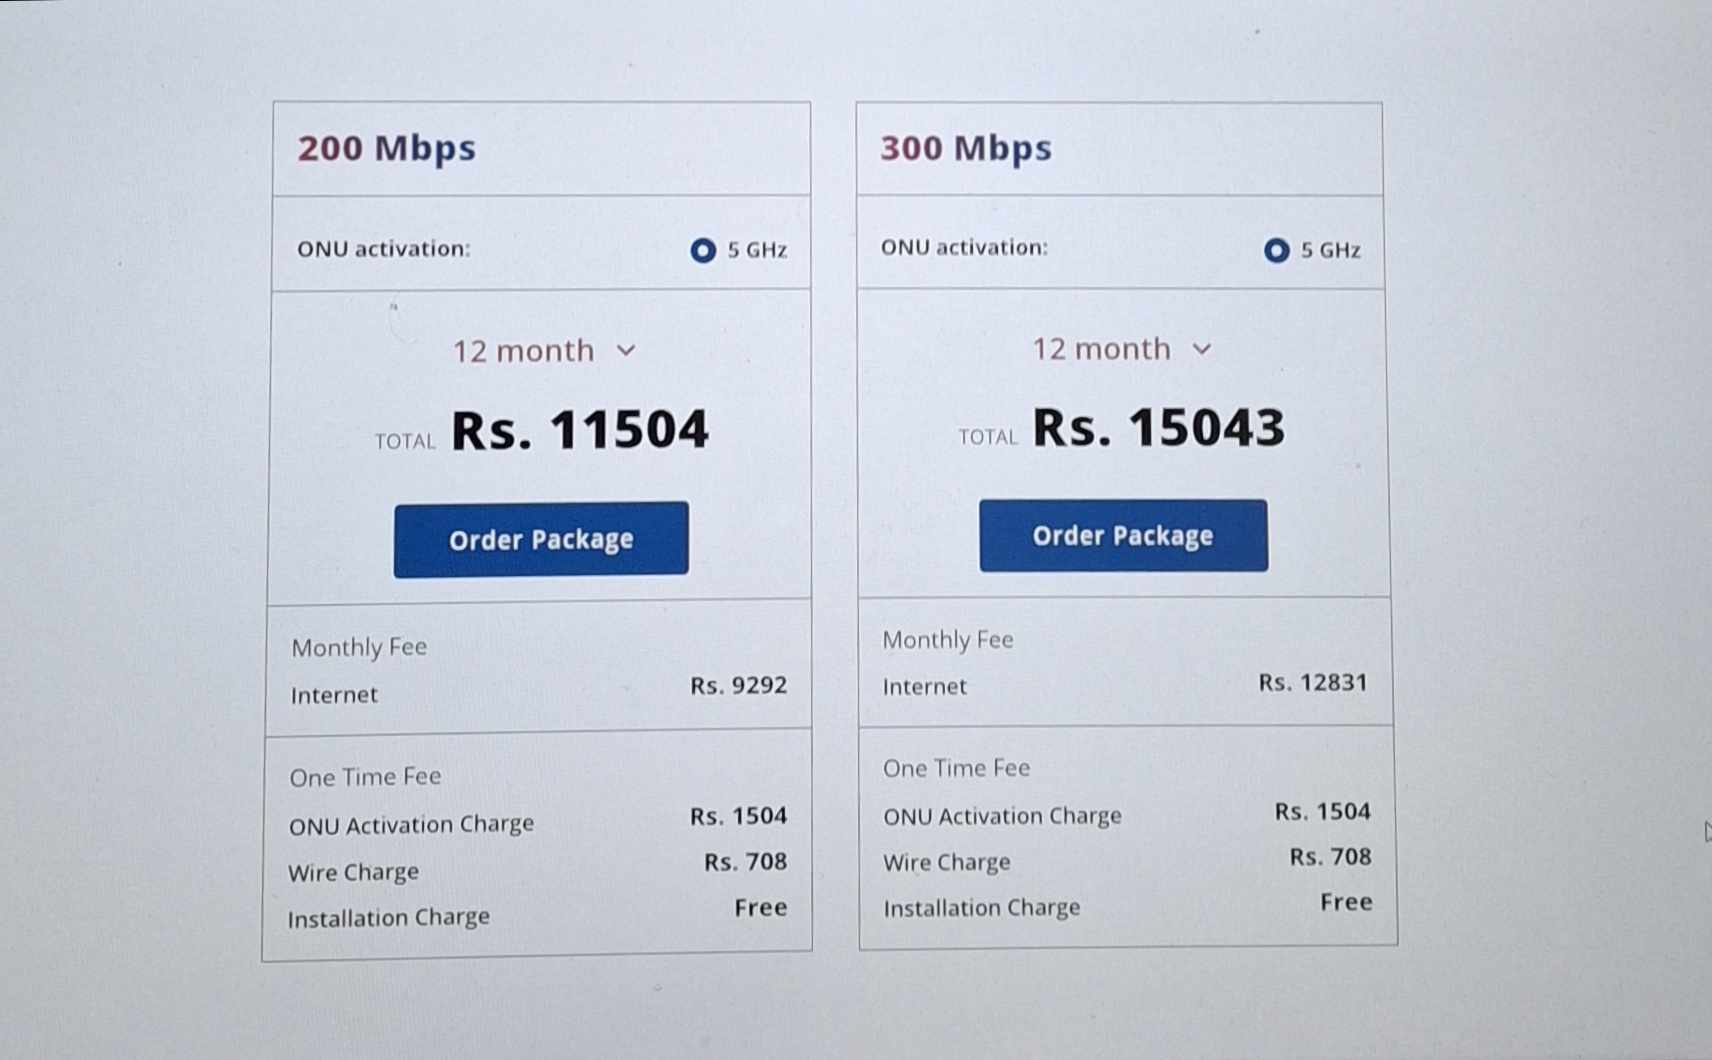 200 Mbps
ONU activation: 5 GHz
12 month
TOTAL Rs. 11504
Order Package
Monthly Fee
Internet Rs. 9292
One Time Fee
ONU Activation Charge Rs. 1504
Wire Charge Rs. 708
Installation Charge Free
300 Mbps
ONU activation: 5 GHz
12 month
TOTAL Rs. 15043
Order Package
Monthly Fee
Internet Rs. 12831
One Time Fee
ONU Activation Charge Rs. 1504
Wire Charge Rs. 708
Installation Charge Free